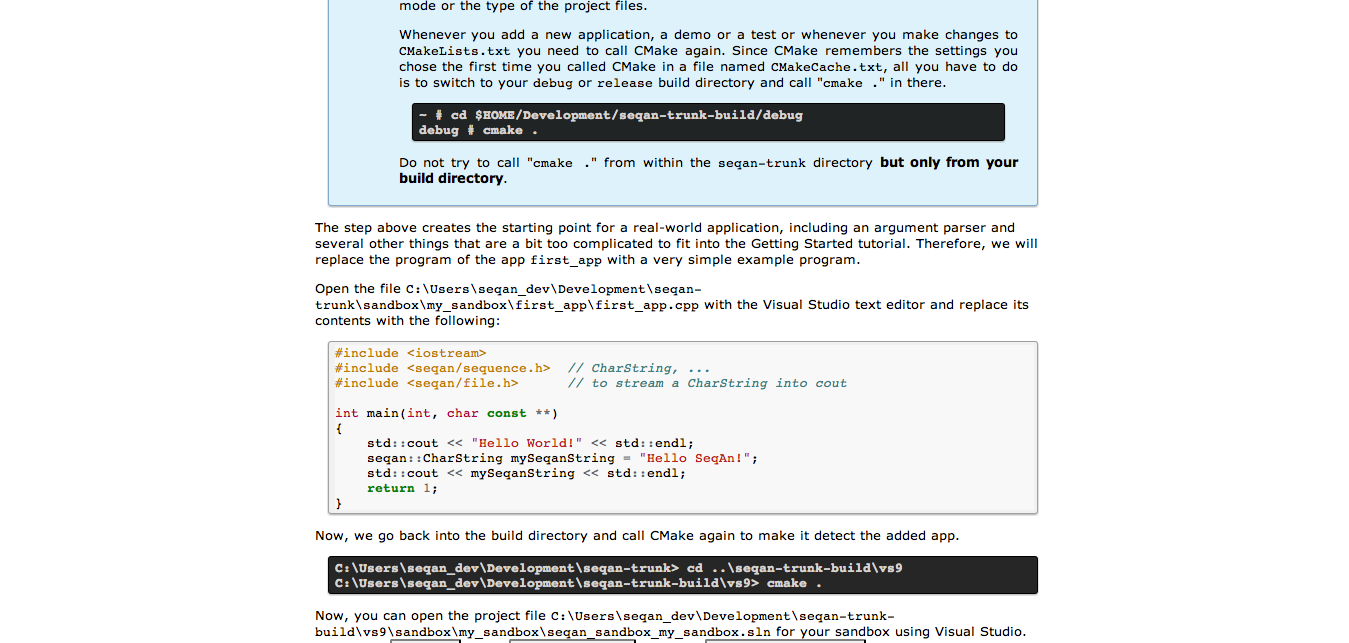 mode or the type of the project files.
Whenever you add a new application, a demo or a test or whenever you make changes to
CMakeLists.txt you need to call CMake again. Since CMake remembers the settings you
chose the first time you called CMake in a file named CMakeCache.txt, all you have to do
is to switch to your debug or release build directory and call "cmake ." in there.
~ # cd $HOME/Development/seqan-trunk-build/debug
debug # cmake .
Do not try to call "cmake ." from within the seqan-trunk directory but only from your
build directory.
The step above creates the starting point for a real-world application, including an argument parser and
several other things that are a bit too complicated to fit into the Getting Started tutorial. Therefore, we will
replace the program of the app first_app with a very simple example program.
Open the file C:\Users\seqan_dev\Development\seqan-
trunk\sandbox\my_sandbox\first_app\first_app.cpp with the Visual Studio text editor and replace its
contents with the following:
#include <iostream>
#include <seqan/sequence.h>  // CharString, ...
#include <seqan/file.h>      // to stream a CharString into cout
int main(int, char const **)
{
    std::cout << "Hello World!" << std::endl;
    seqan::CharString mySeqanString = "Hello SeqAn!";
    std::cout << mySeqanString << std::endl;
    return 1;
}
Now, we go back into the build directory and call CMake again to make it detect the added app.
C:\Users\seqan_dev\Development\seqan-trunk> cd ..\seqan-trunk-build\vs9
C:\Users\seqan_dev\Development\seqan-trunk-build\vs9> cmake .
Now, you can open the project file C:\Users\seqan_dev\Development\seqan-trunk-
build\vs9\sandbox\my_sandbox\seqan_sandbox_my_sandbox.sln for your sandbox using Visual Studio.